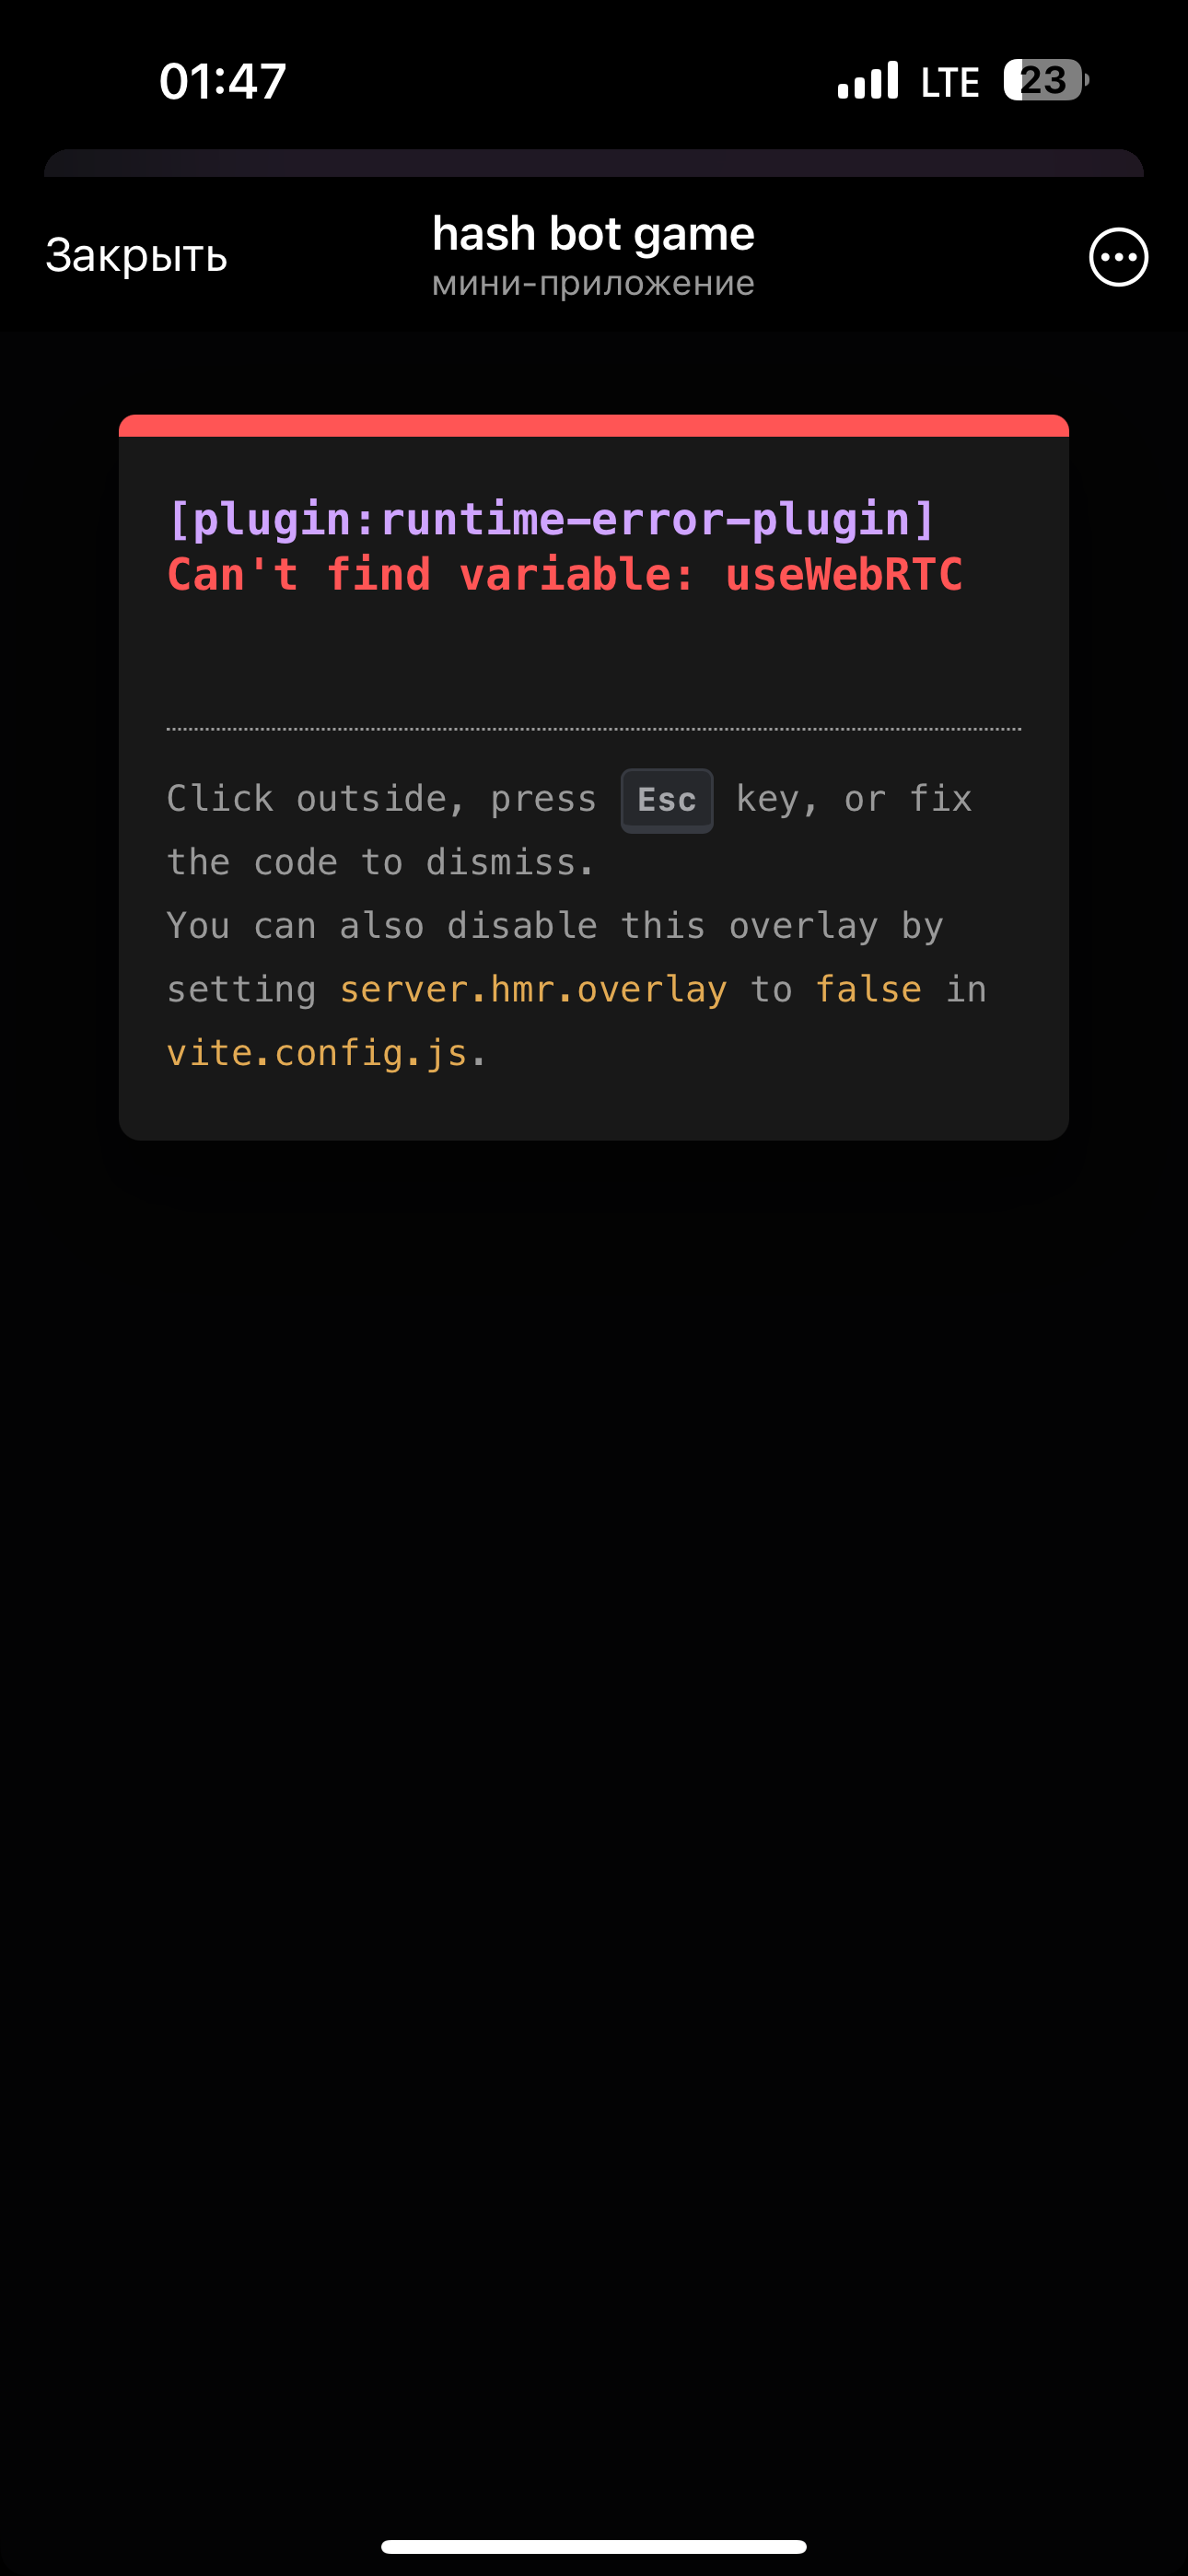 01:47 LTE 23
Закрыть
hash bot game
мини-приложение
[plugin:runtime-error-plugin]
Can't find variable: useWebRTC
Click outside, press Esc key, or fix
the code to dismiss.
You can also disable this overlay by
setting server.hmr.overlay to false in
vite.config.js.